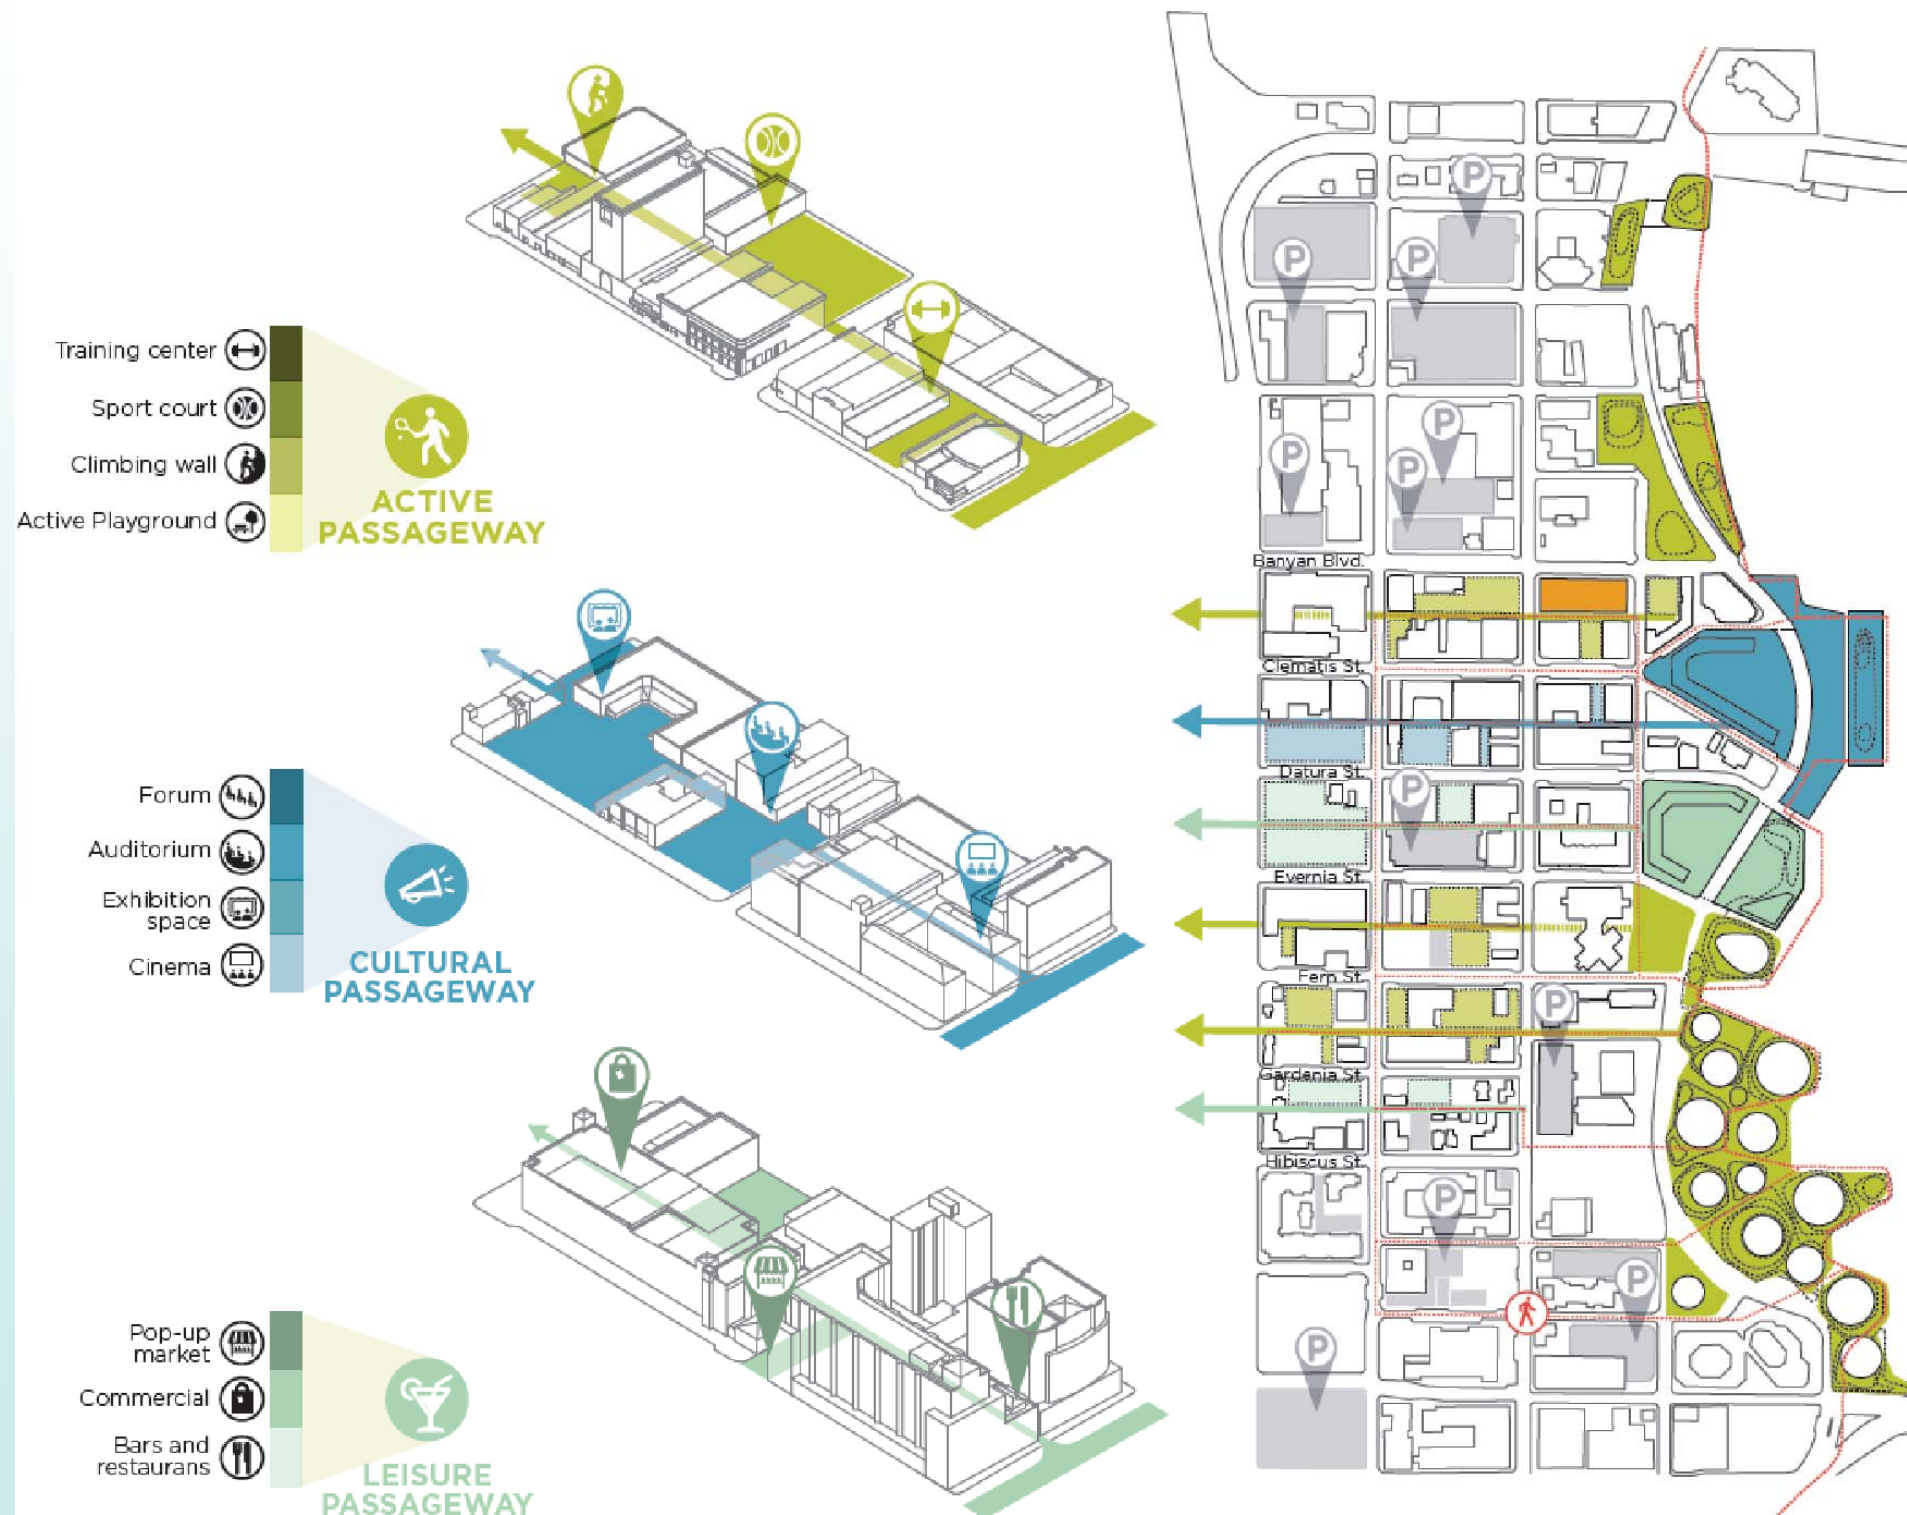 Training center
Sport court
Climbing wall
Active Playground
ACTIVE
PASSAGEWAY
Forum
Auditorium
Exhibition
space
Cinema
CULTURAL
PASSAGEWAY
Pop-up
market
Commercial
Bars and
restaurans
LEISURE
PASSAGEWAY
P
P
P
P
P
P
Banyan Blvd.
Clematis St.
Datura St.
P
Evernia St.
Fern St.
P
Gardenia St.
Hibiscus St.
P
P
P